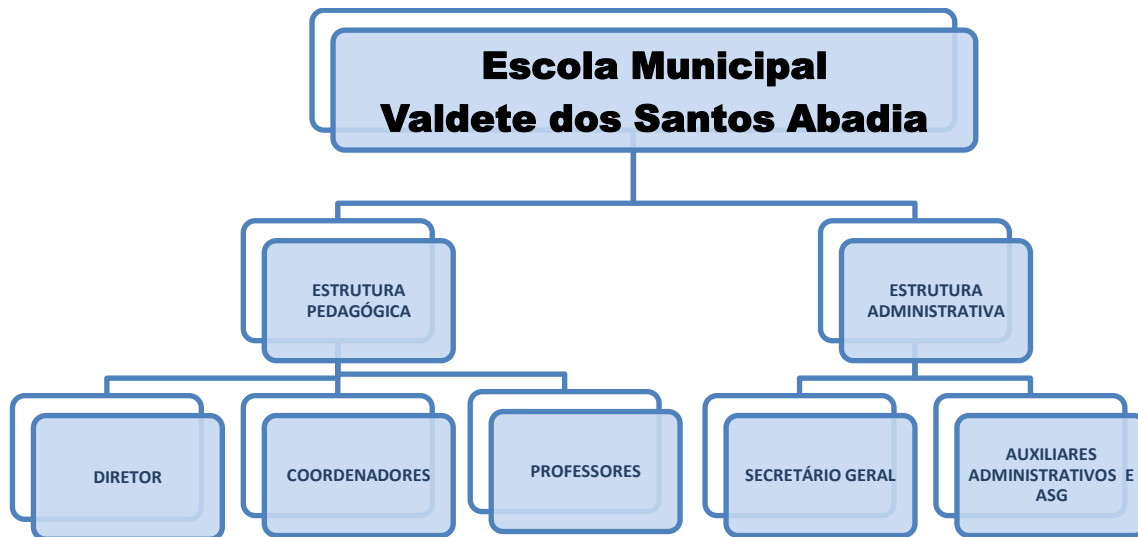 Escola Municipal
Valdete dos Santos Abadia
ESTRUTURA
PEDAGÓGICA
ESTRUTURA
ADMINISTRATIVA
DIRETOR
COORDENADORES
PROFESSORES
SECRETÁRIO GERAL
AUXILIARES
ADMINISTRATIVOS E
ASG